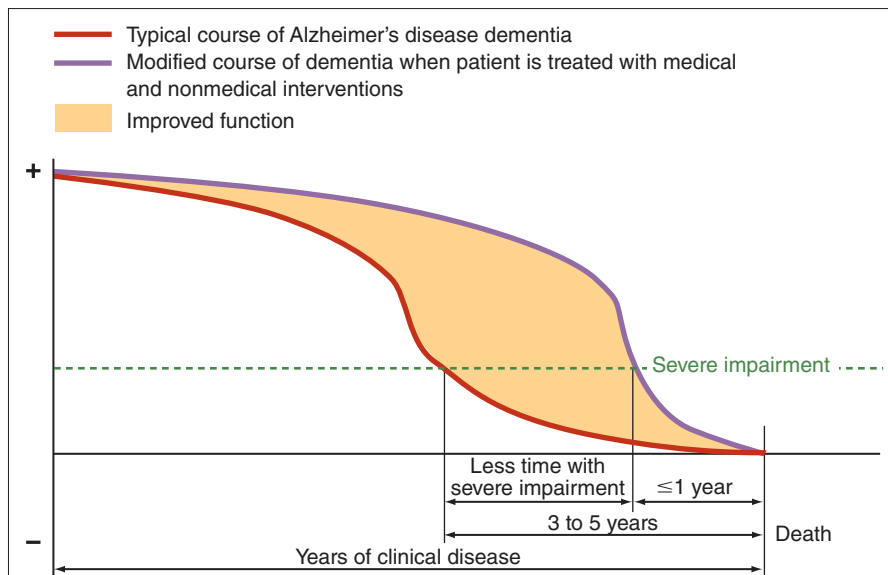 Typical course of Alzheimer's disease dementia
Modified course of dementia when patient is treated with medical
and nonmedical interventions
Improved function
+
Severe impairment
Less time with
severe impairment
≤1 year
3 to 5 years
Death
–
Years of clinical disease